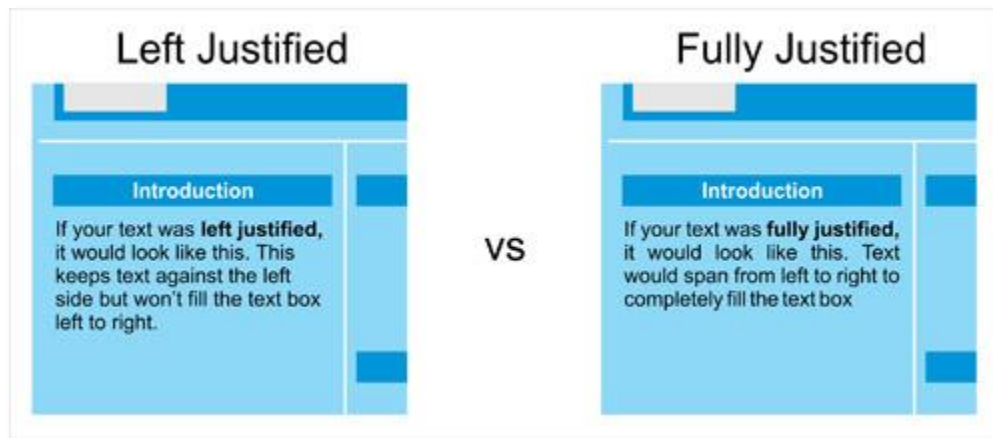 Left Justified
Introduction
If your text was left justified,
it would look like this. This
keeps text against the left
side but won't fill the text box
left to right.
vs
Fully Justified
Introduction
If your text was fully justified,
it would look like this. Text
would span from left to right to
completely fill the text box